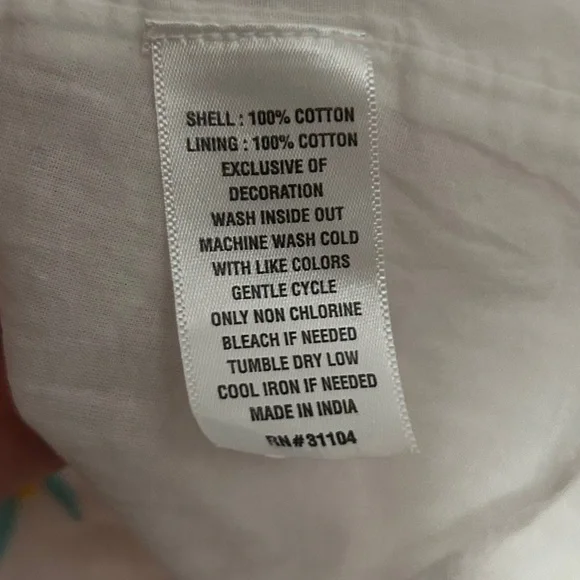 SHELL : 100% COTTON
LINING : 100% COTTON
EXCLUSIVE OF
DECORATION
WASH INSIDE OUT
MACHINE WASH COLD
WITH LIKE COLORS
GENTLE CYCLE
ONLY NON CHLORINE
BLEACH IF NEEDED
TUMBLE DRY LOW
COOL IRON IF NEEDED
MADE IN INDIA
RN#31104